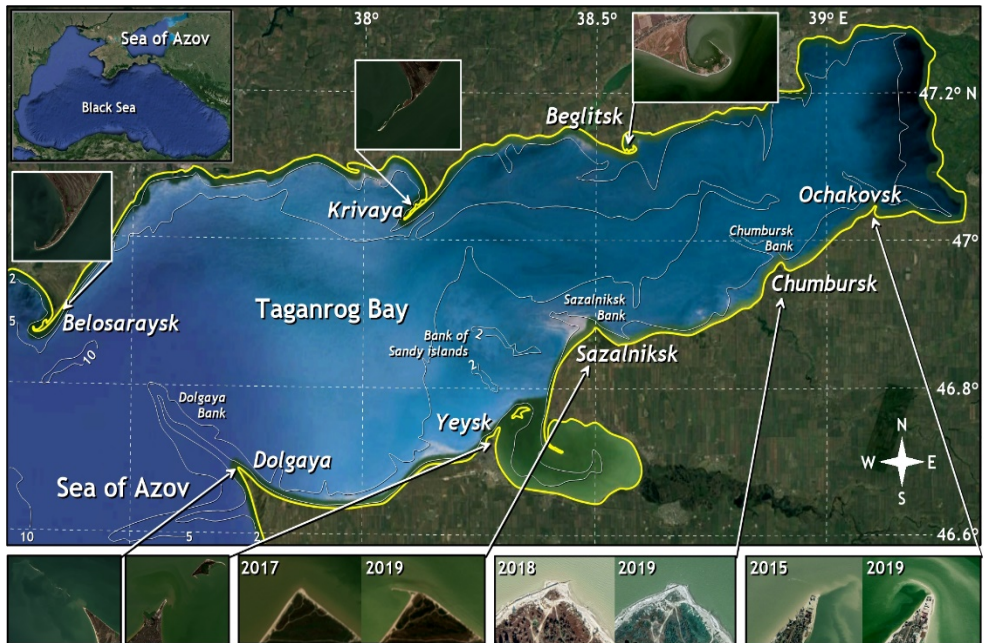 38°
38.5°
39° E
Sea of Azov
Black Sea
47.2° N
Beglitsk
Krivaya
Ochakovsk
Chumbursk
Bank
47°
2
5
Belosaraysk
Taganrog Bay
Chumbursk
Sazalniksk
Bank
Bank of
Sandy islands
2
10
Sazalniksk
2
46.8°
Dolgaya
Bank
Yeysk
N
W
E
S
Dolgaya
Sea of Azov
10
5
2
46.6°
2017
2019
2018
2019
2015
2019